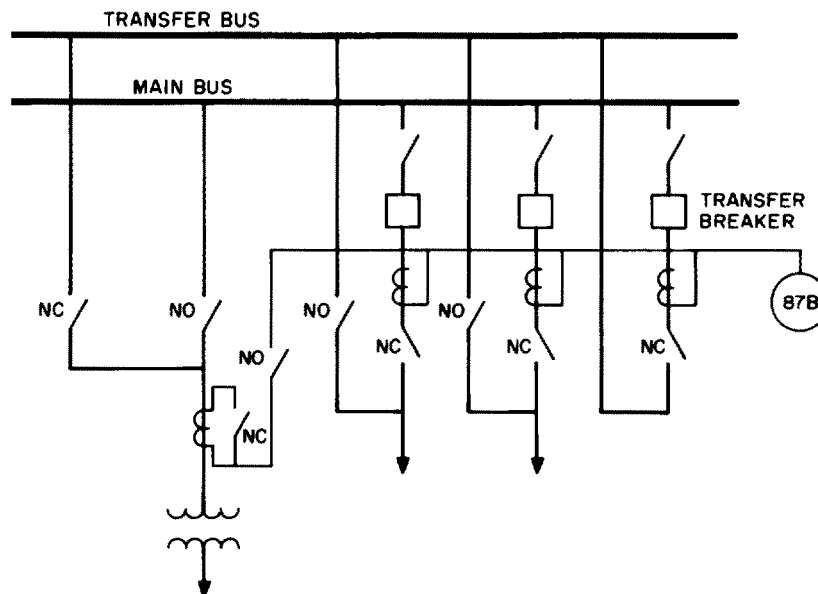 TRANSFER BUS
MAIN BUS
TRANSFER
BREAKER
87B
NC
NO
NO
NO
NC
NO
NC
NC
NC